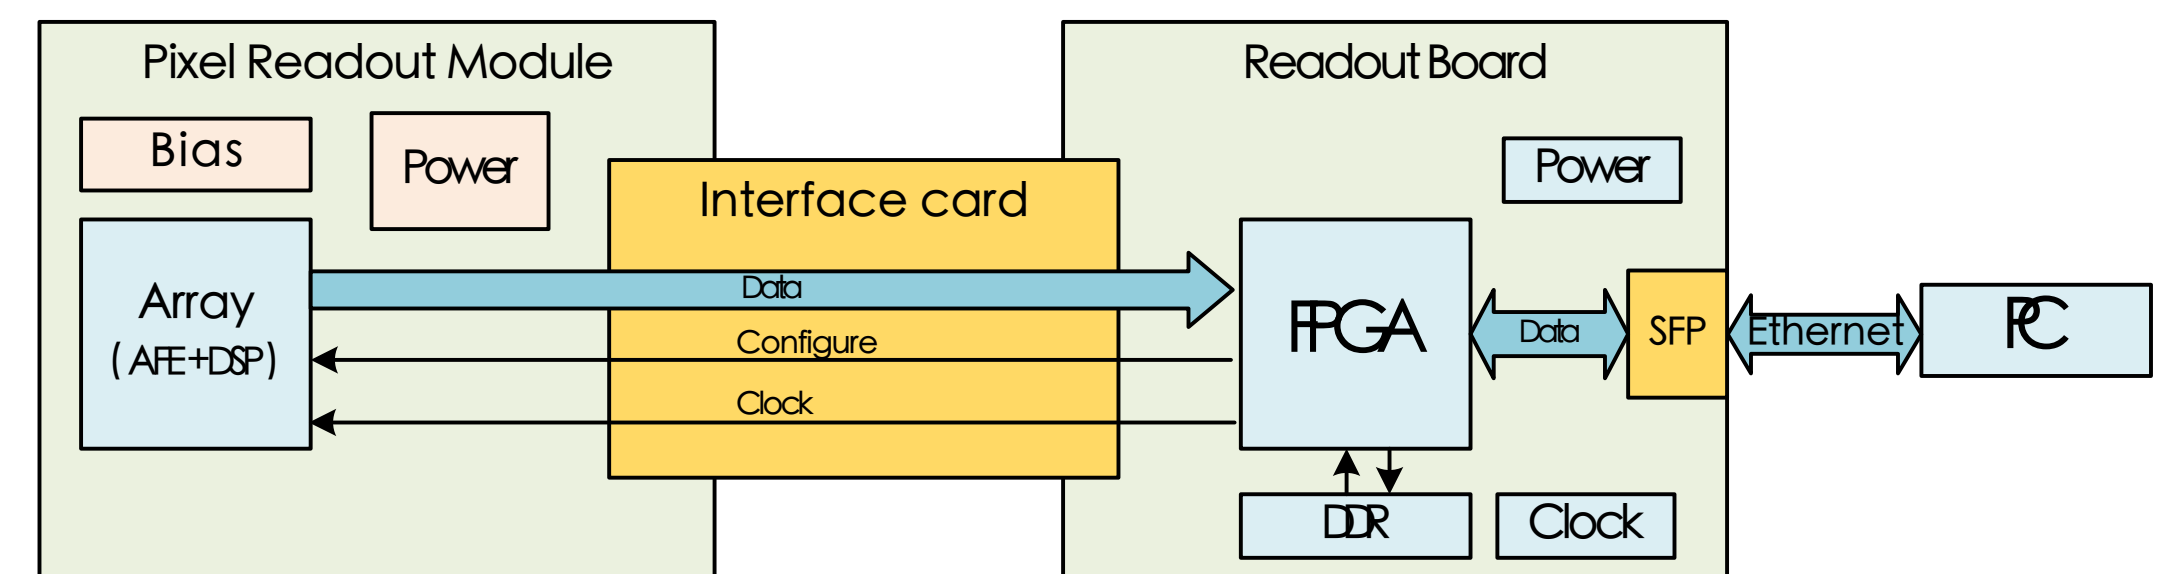 Pixel Readout Module
Readout Board
Bias
Power
Power
Interface card
Array
( AFE+DSP )
Data
Configure
Clock
FPGA
Data
SFP
Ethernet
PC
DDR
Clock